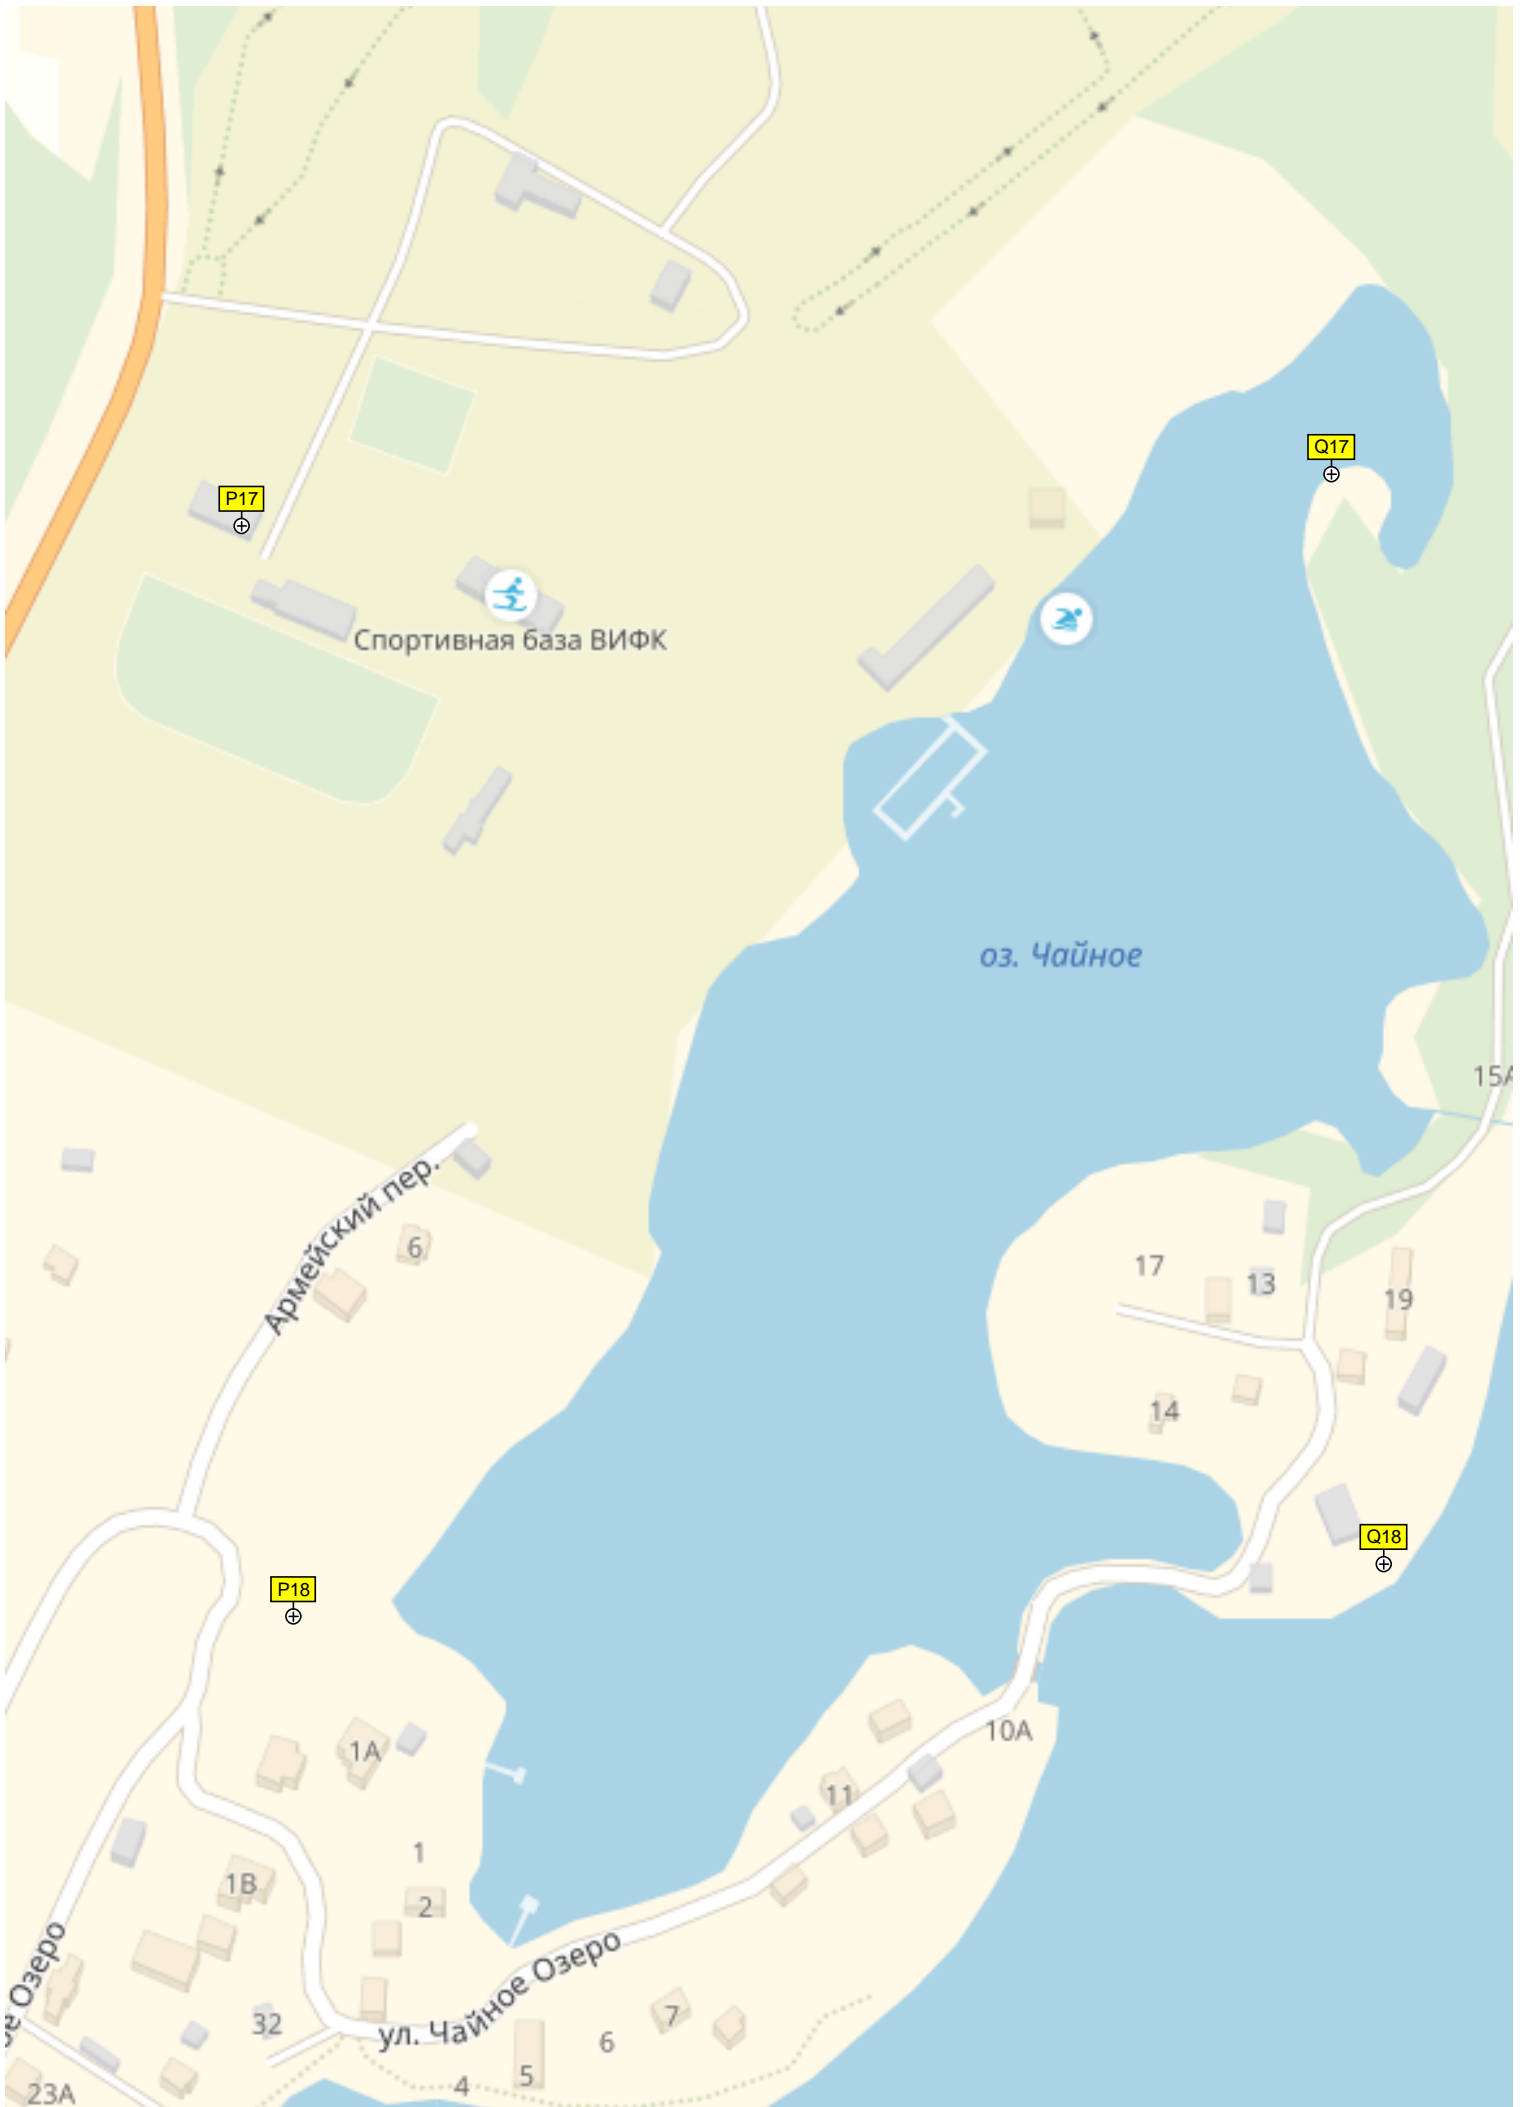 Q17
P17
Спортивная база ВИФК
оз. Чайное
15А
Армейский пер.
6
17
13
19
14
Q18
P18
10А
1А
11
1
1В
2
е Озеро
ул. Чайное Озеро
32
7
6
5
4
23А